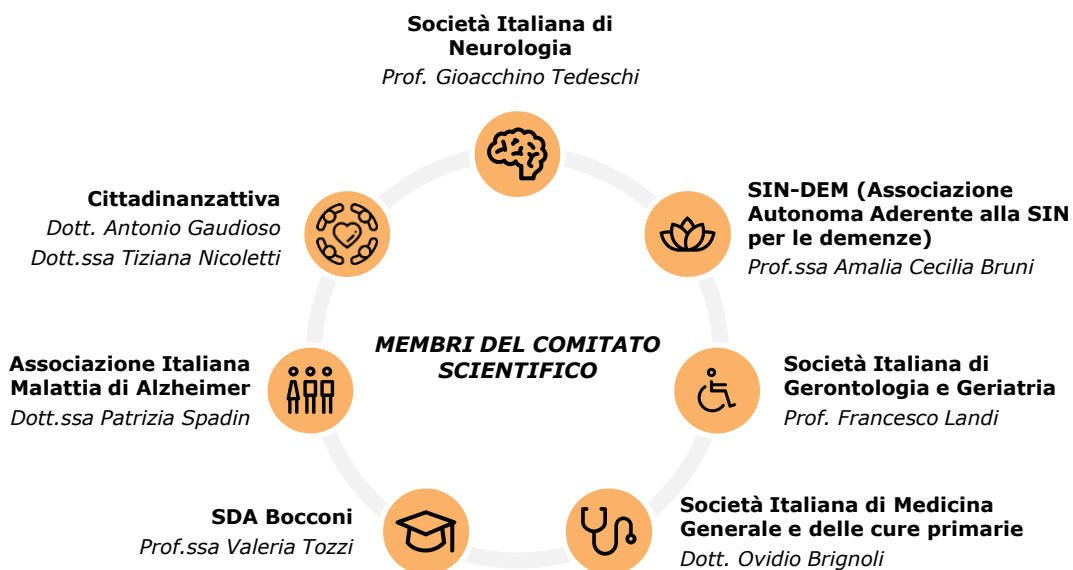 Società Italiana di
Neurologia
Prof. Gioacchino Tedeschi
Cittadinanzattiva
Dott. Antonio Gaudioso
Dott.ssa Tiziana Nicoletti
SIN-DEM (Associazione
Autonoma Aderente alla SIN
per le demenze)
Prof.ssa Amalia Cecilia Bruni
MEMBRI DEL COMITATO
SCIENTIFICO
Associazione Italiana
Malattia di Alzheimer
Dott.ssa Patrizia Spadin
Società Italiana di
Gerontologia e Geriatria
Prof. Francesco Landi
SDA Bocconi
Prof.ssa Valeria Tozzi
Società Italiana di Medicina
Generale e delle cure primarie
Dott. Ovidio Brignoli